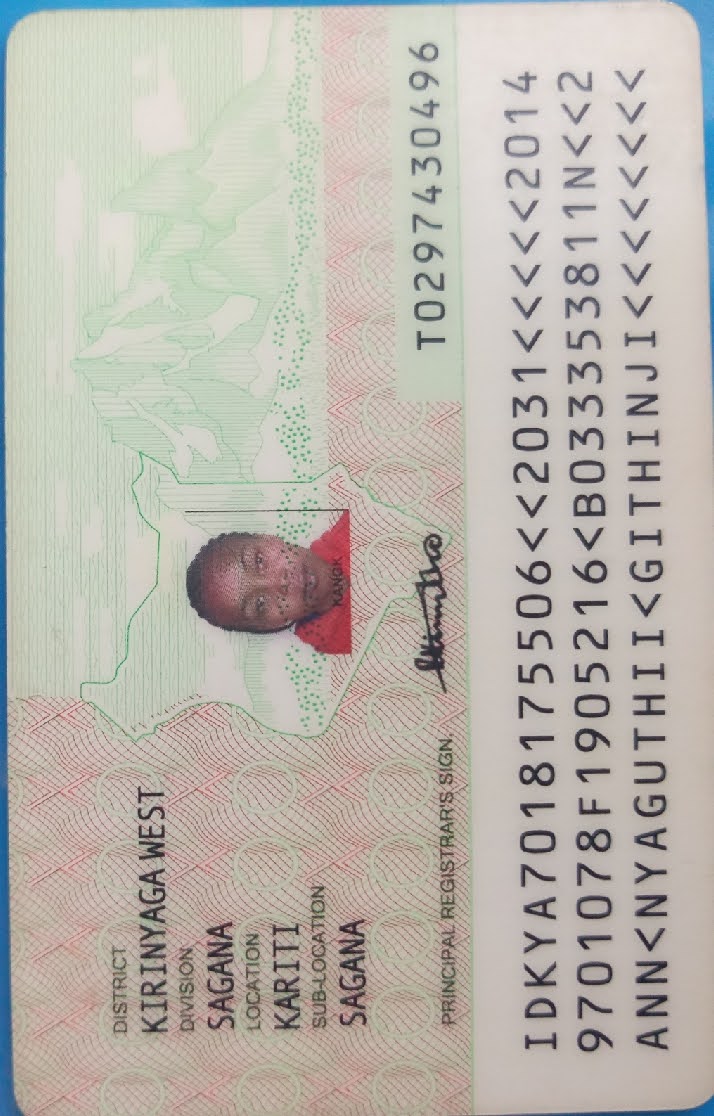 DISTRICT
KIRINYAGA WEST
DIVISION
SAGANA
LOCATION
KARITI
SUB-LOCATION
SAGANA
KANGK
PRINCIPAL REGISTRAR'S SIGN.
T0297430496
IDKYA7018175506<<2031<<<<<2014
9701078F1905216<B033353811N<<2
ANN<NYAGUTHII<GITHINJI<<<<<<<<